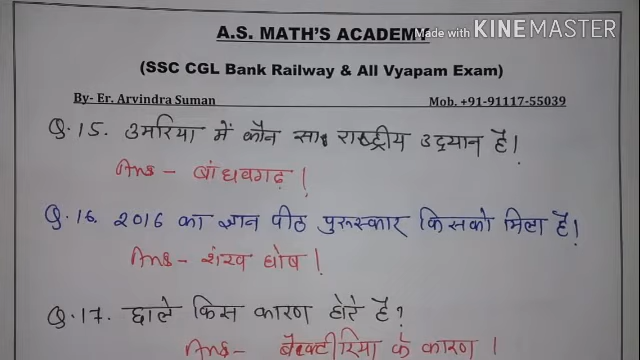 Made with KINEMASTER
A.S. MATH'S ACADEMY
(SSC CGL Bank Railway & All Vyapam Exam)
By- Er. Arvindra Suman Mob. +91-91117-55039
Q.15. उमरिया में कौन सा राष्ट्रीय उद्यान है।
Ans - बांधवगढ़ ।
Q.16. 2016 का ज्ञान पीठ पुरूस्कार किसको मिला है।
Ans - शंख घोष ।
Q.17. छाले किस कारण होते है?
Ans- बैक्टीरिया के कारण ।